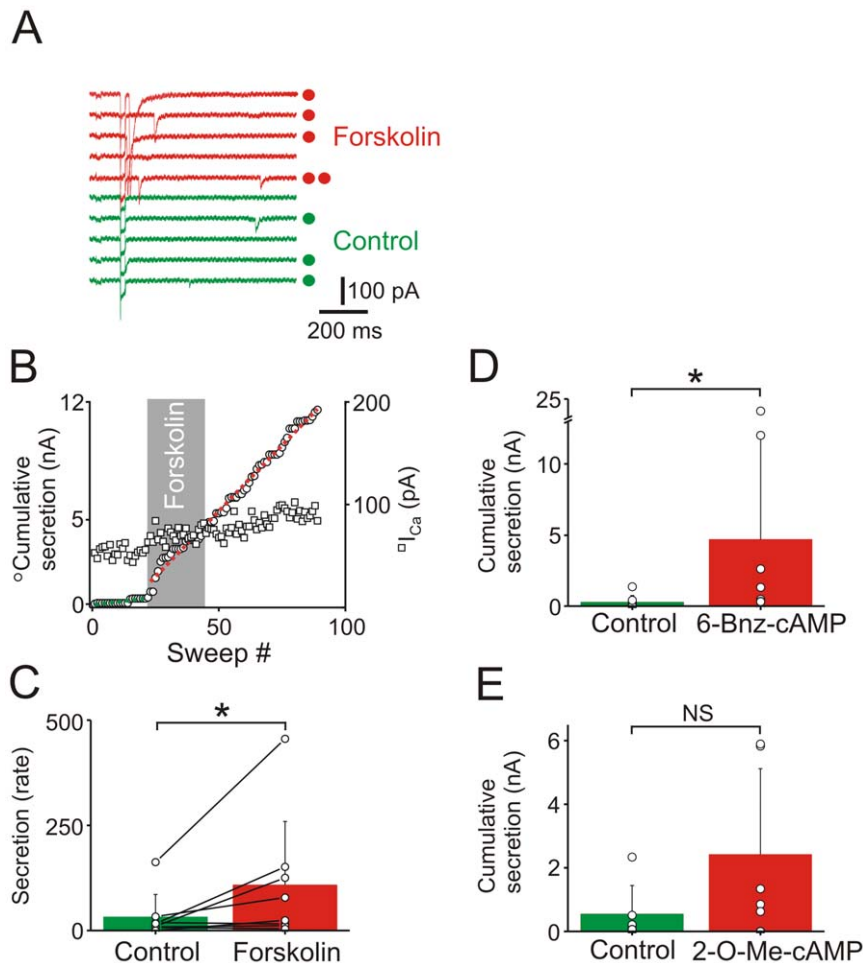 A
Forskolin
Control
100 pA
200 ms
B
°Cumulative
secretion (nA)
12
5
0
Forskolin
200
100
□I_Ca (pA)
0
50
100
Sweep #
C
Secretion (rate)
500
250
0
*
Control
Forskolin
D
Cumulative
secretion (nA)
25
10
5
0
*
Control
6-Bnz-cAMP
E
Cumulative
secretion (nA)
6
4
2
0
NS
Control
2-O-Me-cAMP